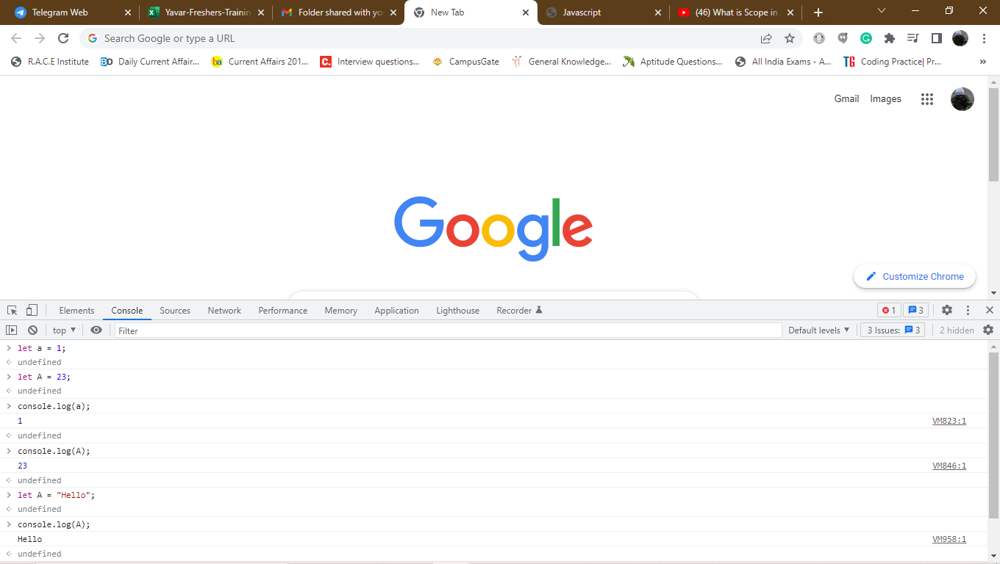 Telegram Web
Yavar-Freshers-Trainin
Folder shared with yo
New Tab
Javascript
(46) What is Scope in
Search Google or type a URL
R.A.C.E Institute
BD Daily Current Affair...
ba Current Affairs 201...
C. Interview questions...
CampusGate
General Knowledge...
Aptitude Questions...
All India Exams - A...
TG Coding Practice| Pr...
»
Gmail Images
Google
Customize Chrome
Elements Console Sources Network Performance Memory Application Lighthouse Recorder 1 3
top Filter Default levels 3 Issues: 3 2 hidden
let a = 1;
undefined
let A = 23;
undefined
console.log(a);
1 VM823:1
undefined
console.log(A);
23 VM846:1
undefined
let A = "Hello";
undefined
console.log(A);
Hello VM958:1
undefined